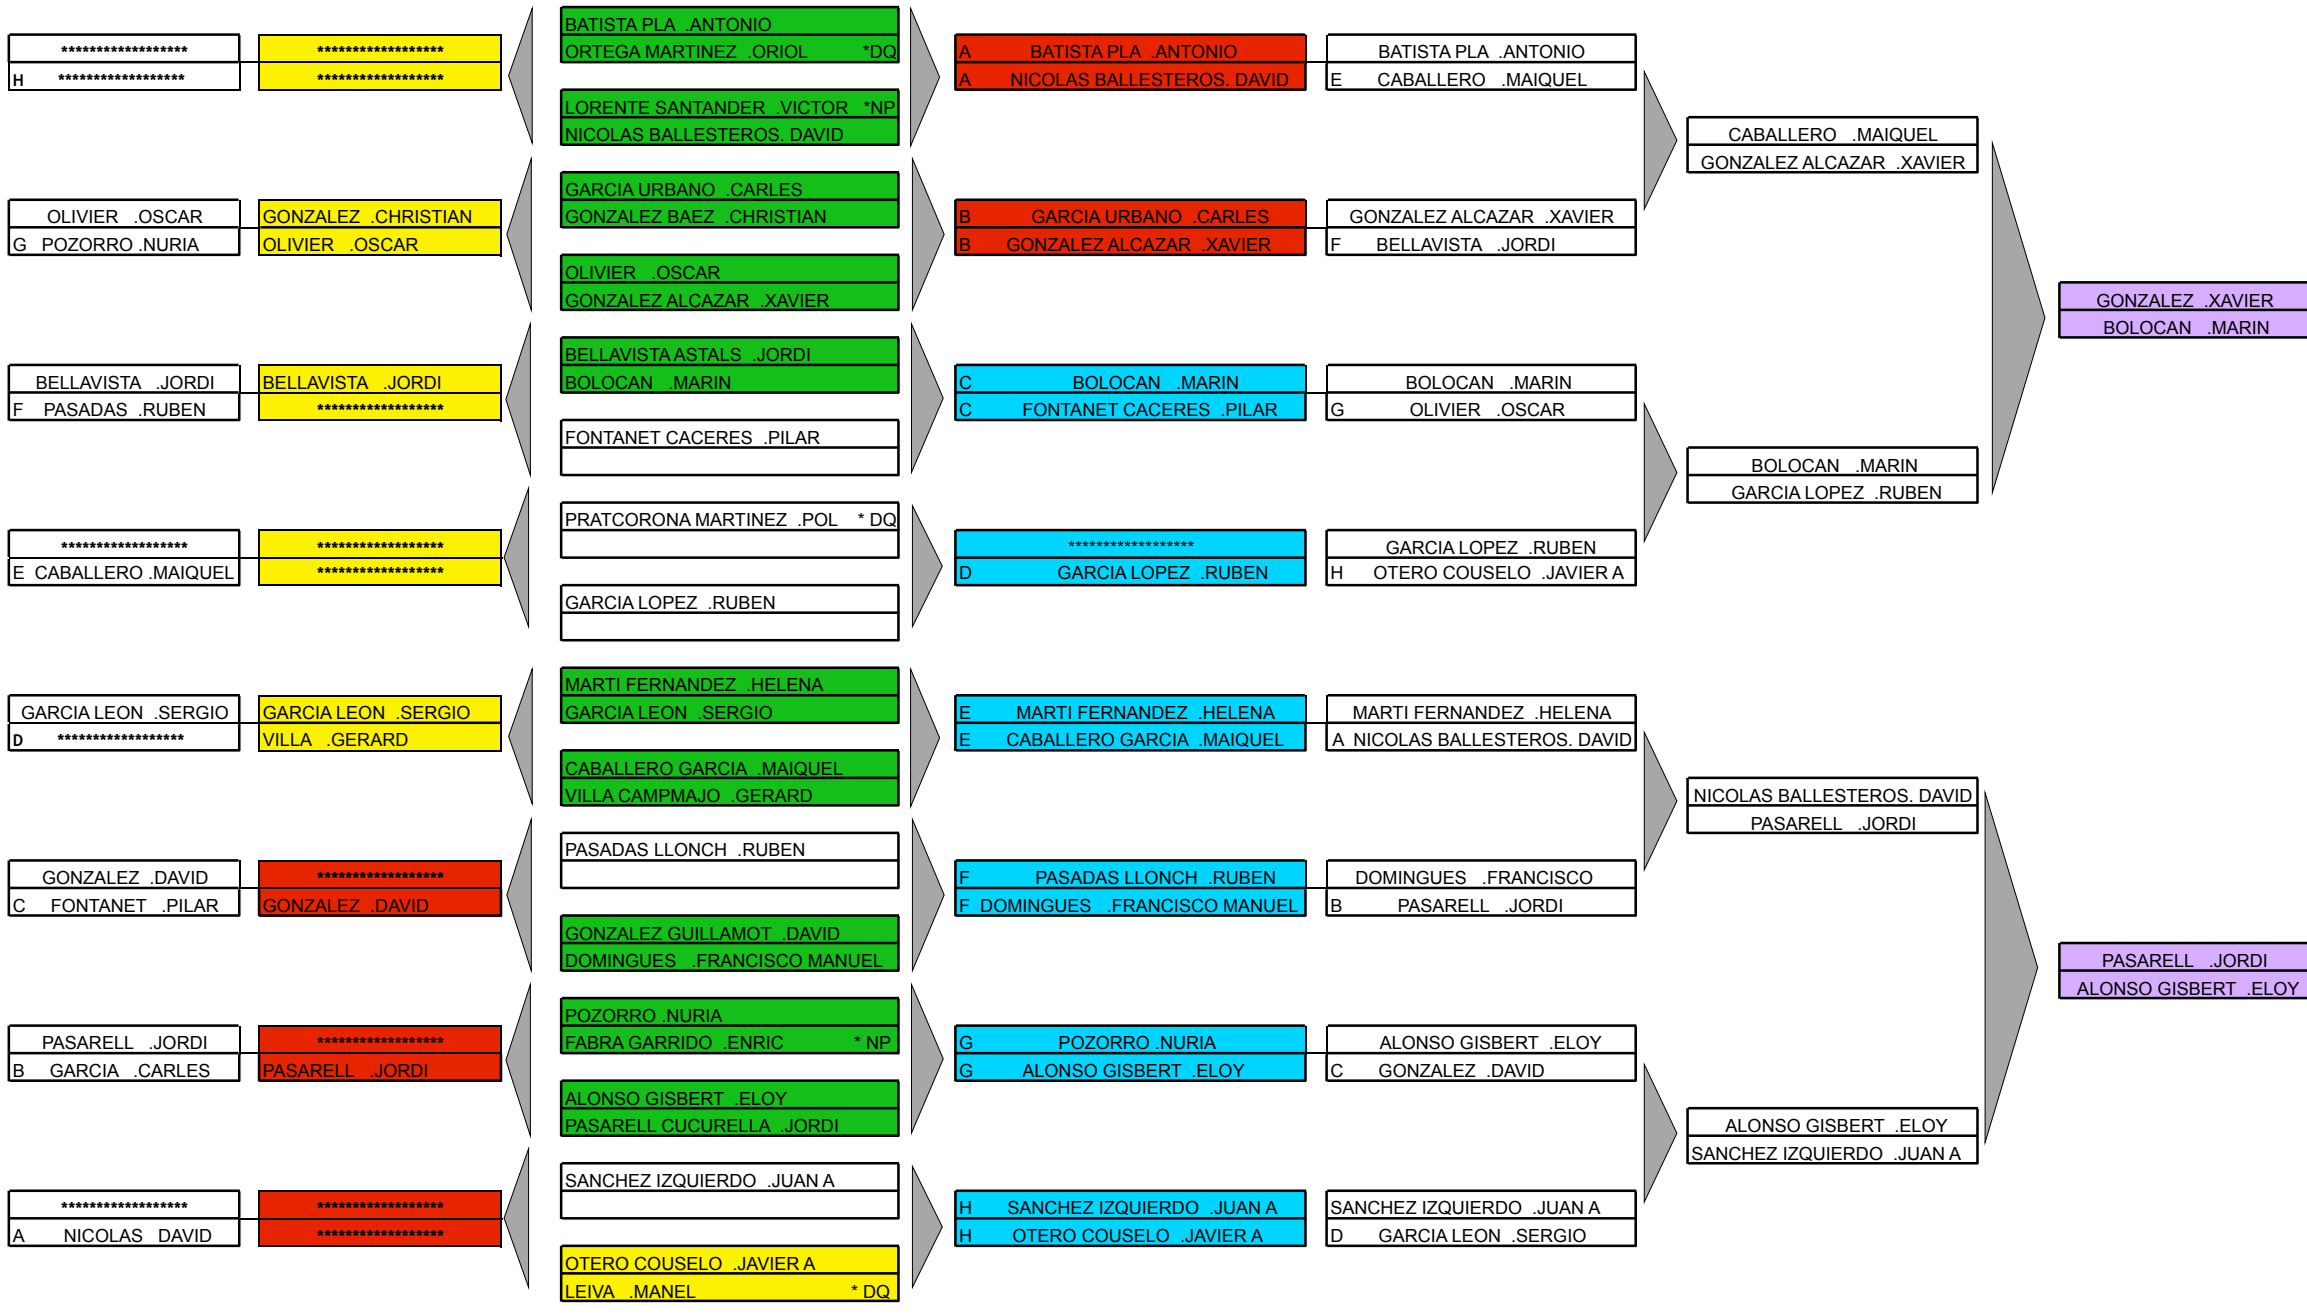 ******************
H ******************
OLIVIER .OSCAR
G POZORRO .NURIA
BELLAVISTA .JORDI
F PASADAS .RUBEN
******************
E CABALLERO .MAIQUEL
GARCIA LEON .SERGIO
D ******************
GONZALEZ .DAVID
C FONTANET .PILAR
PASARELL .JORDI
B GARCIA .CARLES
******************
A NICOLAS DAVID
******************
******************
GONZALEZ .CHRISTIAN
OLIVIER .OSCAR
BELLAVISTA .JORDI
******************
******************
******************
GARCIA LEON .SERGIO
VILLA .GERARD
******************
GONZALEZ .DAVID
******************
PASARELL .JORDI
******************
******************
BATISTA PLA .ANTONIO
ORTEGA MARTINEZ .ORIOL *DQ
LORENTE SANTANDER .VICTOR *NP
NICOLAS BALLESTEROS. DAVID
GARCIA URBANO .CARLES
GONZALEZ BAEZ .CHRISTIAN
OLIVIER .OSCAR
GONZALEZ ALCAZAR .XAVIER
BELLAVISTA ASTALS .JORDI
BOLOCAN .MARIN
FONTANET CACERES .PILAR
PRATCORONA MARTINEZ .POL * DQ
GARCIA LOPEZ .RUBEN
MARTI FERNANDEZ .HELENA
GARCIA LEON .SERGIO
CABALLERO GARCIA .MAIQUEL
VILLA CAMPMAJO .GERARD
PASADAS LLONCH .RUBEN
GONZALEZ GUILLAMOT .DAVID
DOMINGUES .FRANCISCO MANUEL
POZORRO .NURIA
FABRA GARRIDO .ENRIC * NP
ALONSO GISBERT .ELOY
PASARELL CUCURELLA .JORDI
SANCHEZ IZQUIERDO .JUAN A
OTERO COUSELO .JAVIER A
LEIVA .MANEL * DQ
A BATISTA PLA .ANTONIO
A NICOLAS BALLESTEROS. DAVID
B GARCIA URBANO .CARLES
B GONZALEZ ALCAZAR .XAVIER
C BOLOCAN .MARIN
C FONTANET CACERES .PILAR
******************
D GARCIA LOPEZ .RUBEN
E MARTI FERNANDEZ .HELENA
E CABALLERO GARCIA .MAIQUEL
F PASADAS LLONCH .RUBEN
F DOMINGUES .FRANCISCO MANUEL
G POZORRO .NURIA
G ALONSO GISBERT .ELOY
H SANCHEZ IZQUIERDO .JUAN A
H OTERO COUSELO .JAVIER A
BATISTA PLA .ANTONIO
E CABALLERO .MAIQUEL
GONZALEZ ALCAZAR .XAVIER
F BELLAVISTA .JORDI
BOLOCAN .MARIN
G OLIVIER .OSCAR
GARCIA LOPEZ .RUBEN
H OTERO COUSELO .JAVIER A
MARTI FERNANDEZ .HELENA
A NICOLAS BALLESTEROS. DAVID
DOMINGUES .FRANCISCO
B PASARELL .JORDI
ALONSO GISBERT .ELOY
C GONZALEZ .DAVID
SANCHEZ IZQUIERDO .JUAN A
D GARCIA LEON .SERGIO
CABALLERO .MAIQUEL
GONZALEZ ALCAZAR .XAVIER
BOLOCAN .MARIN
GARCIA LOPEZ .RUBEN
NICOLAS BALLESTEROS. DAVID
PASARELL .JORDI
ALONSO GISBERT .ELOY
SANCHEZ IZQUIERDO .JUAN A
GONZALEZ .XAVIER
BOLOCAN .MARIN
PASARELL .JORDI
ALONSO GISBERT .ELOY